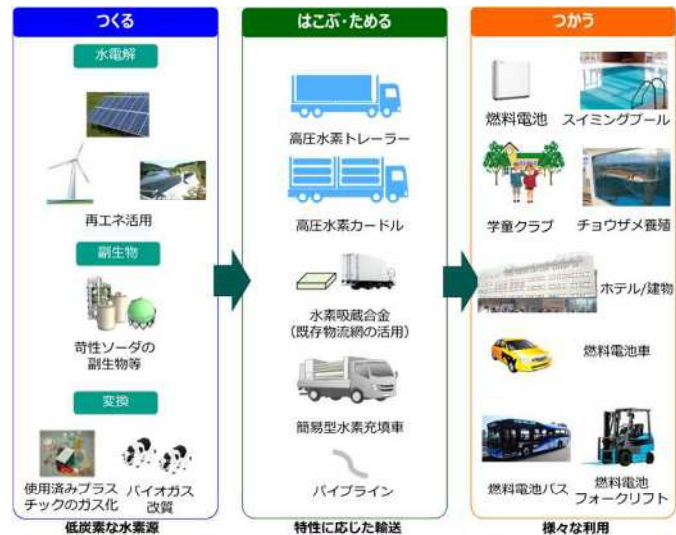 つくる
水電解
再エネ活用
副生物
苛性ソーダの
副生物等
変換
使用済みプラス
チックのガス化
バイオガス
改質
低炭素な水素源
はこぶ・ためる
高圧水素トレーラー
高圧水素カードル
水素吸蔵合金
（既存物流網の活用）
簡易型水素充填車
パイプライン
特性に応じた輸送
つかう
燃料電池
スイミングプール
学童クラブ
チョウザメ養殖
ホテル/建物
燃料電池車
燃料電池バス
燃料電池
フォークリフト
様々な利用